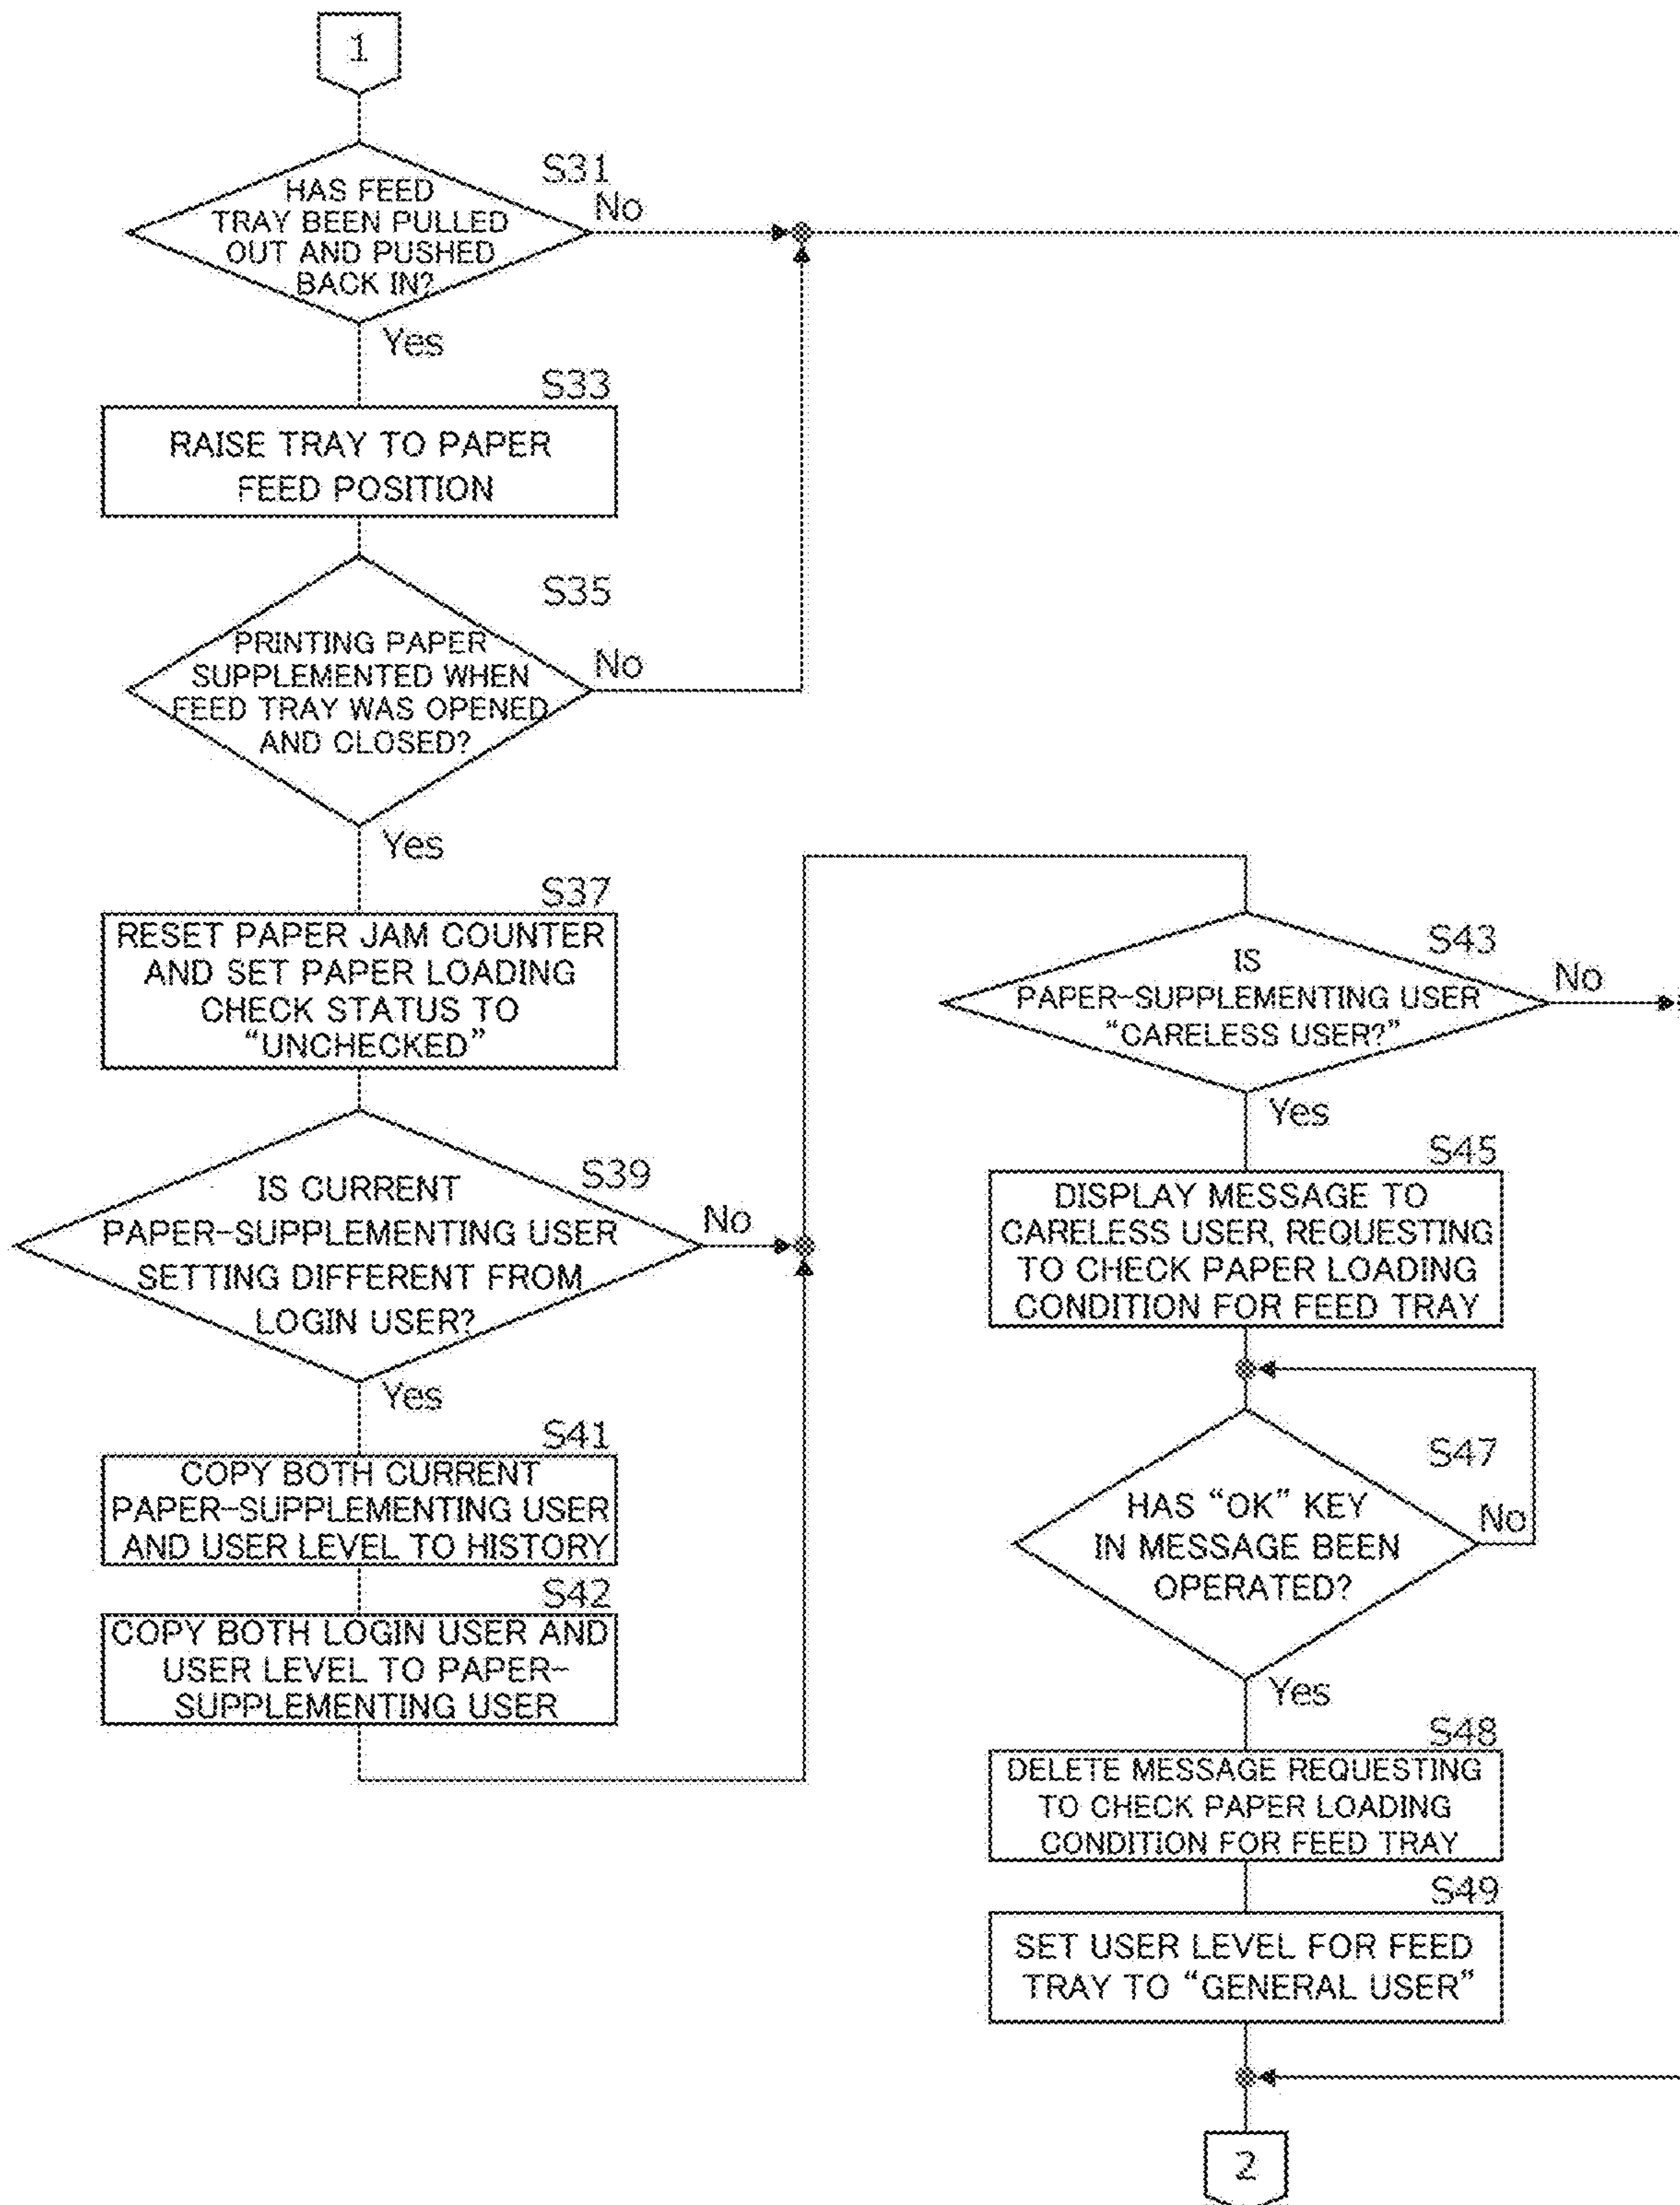 1
S31
HAS FEED
TRAY BEEN PULLED
OUT AND PUSHED
BACK IN?
No
Yes
S33
RAISE TRAY TO PAPER
FEED POSITION
S35
PRINTING PAPER
SUPPLEMENTED WHEN
FEED TRAY WAS OPENED
AND CLOSED?
No
Yes
S37
RESET PAPER JAM COUNTER
AND SET PAPER LOADING
CHECK STATUS TO
“UNCHECKED”
S39
IS CURRENT
PAPER-SUPPLEMENTING USER
SETTING DIFFERENT FROM
LOGIN USER?
No
Yes
S41
COPY BOTH CURRENT
PAPER-SUPPLEMENTING USER
AND USER LEVEL TO HISTORY
S42
COPY BOTH LOGIN USER AND
USER LEVEL TO PAPER-
SUPPLEMENTING USER
S43
IS
PAPER-SUPPLEMENTING USER
“CARELESS USER?”
No
Yes
S45
DISPLAY MESSAGE TO
CARELESS USER, REQUESTING
TO CHECK PAPER LOADING
CONDITION FOR FEED TRAY
S47
HAS “OK” KEY
IN MESSAGE BEEN
OPERATED?
No
Yes
S48
DELETE MESSAGE REQUESTING
TO CHECK PAPER LOADING
CONDITION FOR FEED TRAY
S49
SET USER LEVEL FOR FEED
TRAY TO “GENERAL USER”
2